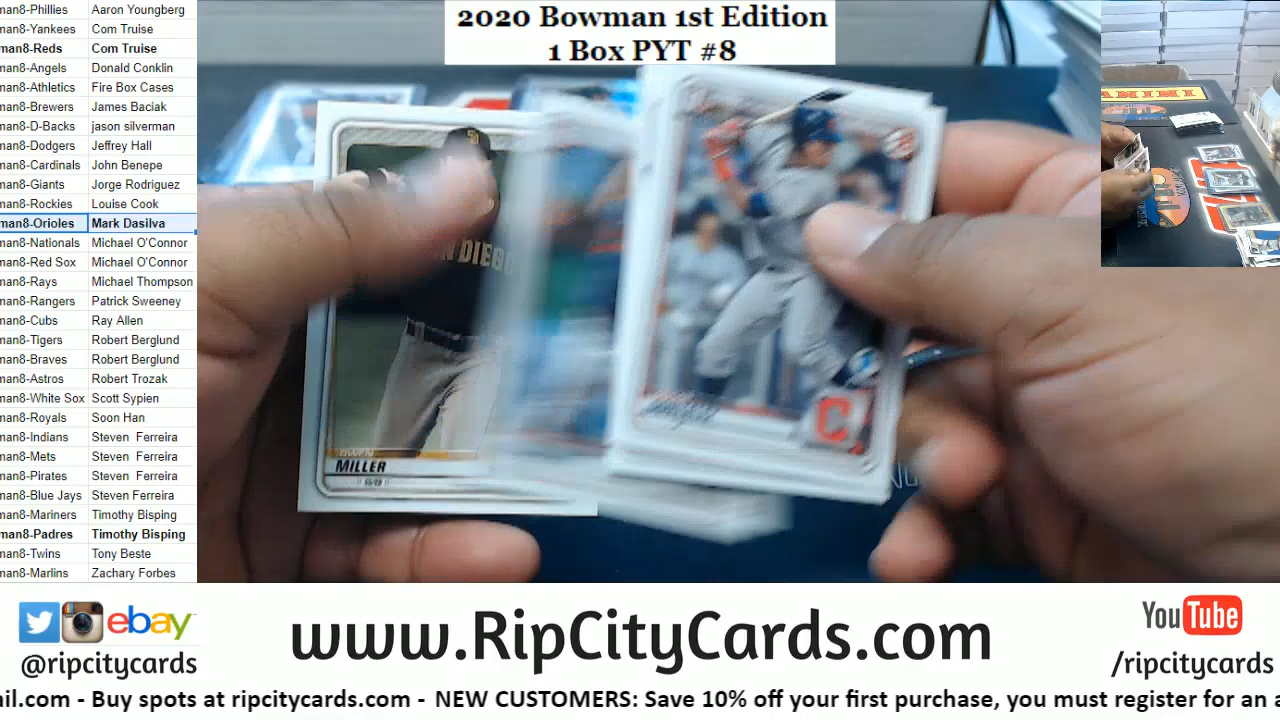 man8-Phillies Aaron Youngberg
man8-Yankees Com Truise
man8-Reds Com Truise
man8-Angels Donald Conklin
man8-Athletics Fire Box Cases
man8-Brewers James Baciak
man8-D-Backs jason silverman
man8-Dodgers Jeffrey Hall
man8-Cardinals John Benepe
man8-Giants Jorge Rodriguez
man8-Rockies Louise Cook
man8-Orioles Mark Dasilva
man8-Nationals Michael O'Connor
man8-Red Sox Michael O'Connor
man8-Rays Michael Thompson
man8-Rangers Patrick Sweeney
man8-Cubs Ray Allen
man8-Tigers Robert Berglund
man8-Braves Robert Berglund
man8-Astros Robert Trozak
man8-White Sox Scott Sypien
man8-Royals Soon Han
man8-Indians Steven Ferreira
man8-Mets Steven Ferreira
man8-Pirates Steven Ferreira
man8-Blue Jays Steven Ferreira
man8-Mariners Timothy Bisping
man8-Padres Timothy Bisping
man8-Twins Tony Beste
man8-Marlins Zachary Forbes
2020 Bowman 1st Edition
1 Box PYT #8
SD
N DIEG
OWEN
MILLER
C
PANINI
ebay
@ripcitycards
www.RipCityCards.com
YouTube
/ripcitycards
ail.com - Buy spots at ripcitycards.com - NEW CUSTOMERS: Save 10% off your first purchase, you must register for an a